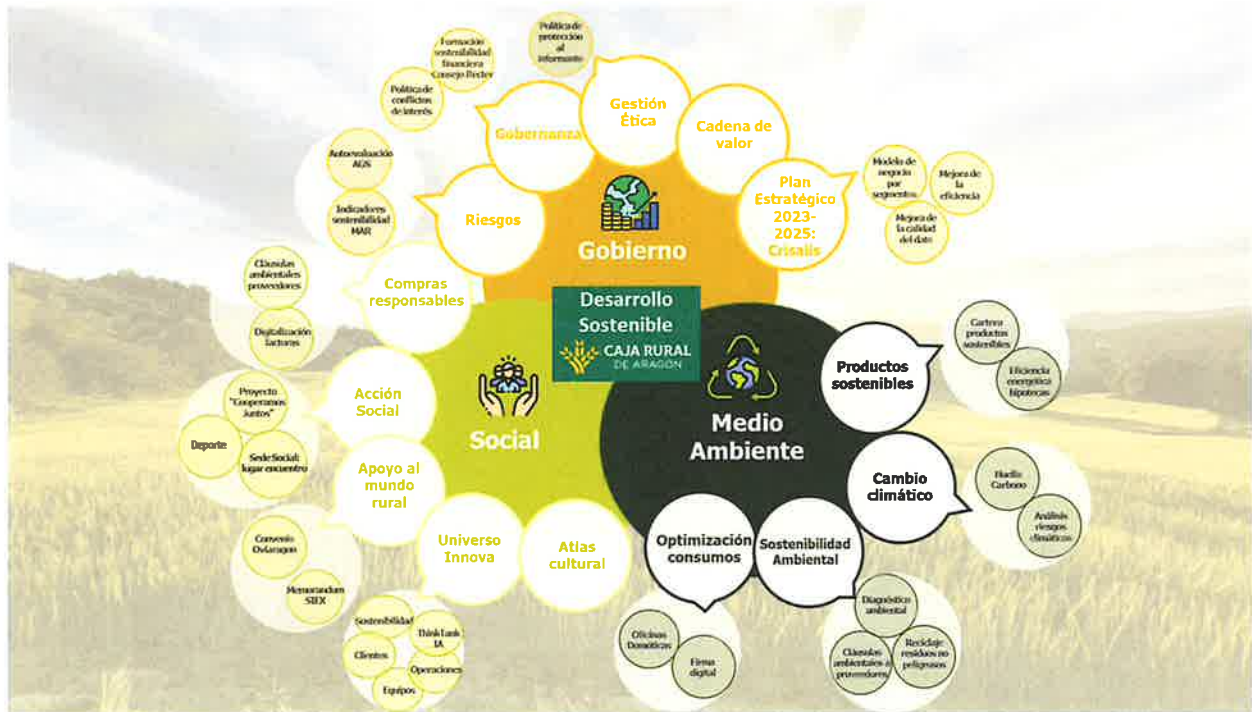 Política de
protección
al
informante
Formación
sostenibilidad
financiera
Consejo Rector
Política de
conflictos
de interés
Gobernanza
Gestión
Ética
Cadena de
valor
Plan
Estratégico
2023-
2025:
Crisalis
Modelo de
negocio
por
segmentos
Mejora de
la
eficiencia
Mejora de
la calidad
del dato
Autoevaluación
AGS
Indicadores
sostenibilidad
MAR
Riesgos
Gobierno
Cláusulas
ambientales
proveedores
Digitalización
facturas
Compras
responsables
Desarrollo
Sostenible
CAJA RURAL
DE ARAGÓN
Proyecto
"Cooperamos
Juntos"
Deporte
Sede Social:
lugar encuentro
Acción
Social
Social
Apoyo al
mundo
rural
Convenio
Oviaragon
Memorandum
STEX
Universo
Innova
Sostenibilidad
Think Tank
IA
Clientes
Operaciones
Equipos
Atlas
cultural
Medio
Ambiente
Productos
sostenibles
Cartera
productos
sostenibles
Eficiencia
energética
hipotecas
Cambio
climático
Huella
Carbono
Análisis
riesgos
climáticos
Optimización
consumos
Oficinas
Domóticas
Firma
digital
Sostenibilidad
Ambiental
Diagnóstico
ambiental
Cláusulas
ambientales a
proveedores
Reciclaje
residuos no
peligrosos